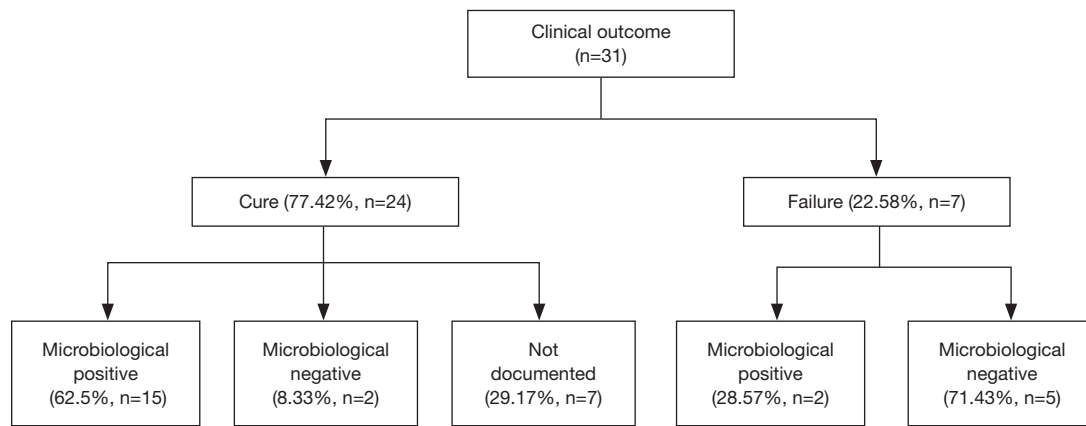 Clinical outcome
(n=31)
Cure (77.42%, n=24)
Failure (22.58%, n=7)
Microbiological
positive
(62.5%, n=15)
Microbiological
negative
(8.33%, n=2)
Not
documented
(29.17%, n=7)
Microbiological
positive
(28.57%, n=2)
Microbiological
negative
(71.43%, n=5)